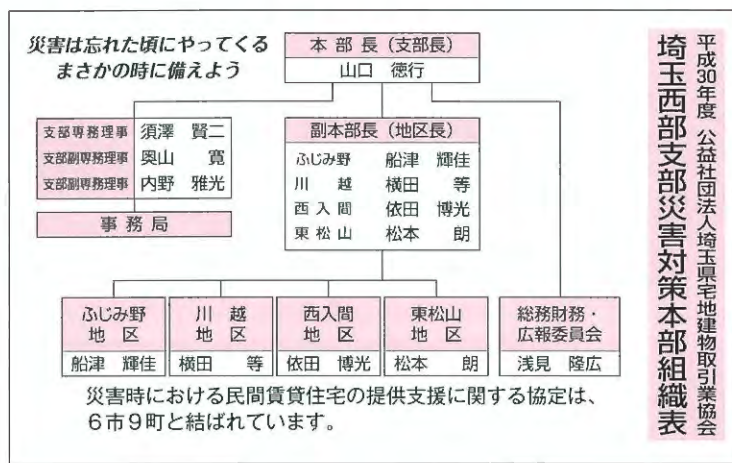 平成30年度 公益社団法人埼玉県宅地建物取引業協会
埼玉西部支部災害対策本部組織表
災害は忘れた頃にやってくる
まさかの時に備えよう
本部長（支部長）
山口 徳行
支部専務理事 須澤 賢二
支部副専務理事 奥山 寛
支部副専務理事 内野 雅光
事務局
副本部長（地区長）
ふじみ野 船津 輝佳
川越 横田 等
西入間 依田 博光
東松山 松本 朗
ふじみ野
地区
船津 輝佳
川越
地区
横田 等
西入間
地区
依田 博光
東松山
地区
松本 朗
総務財務・
広報委員会
浅見 隆広
災害時における民間賃貸住宅の提供支援に関する協定は、
6市9町と結ばれています。